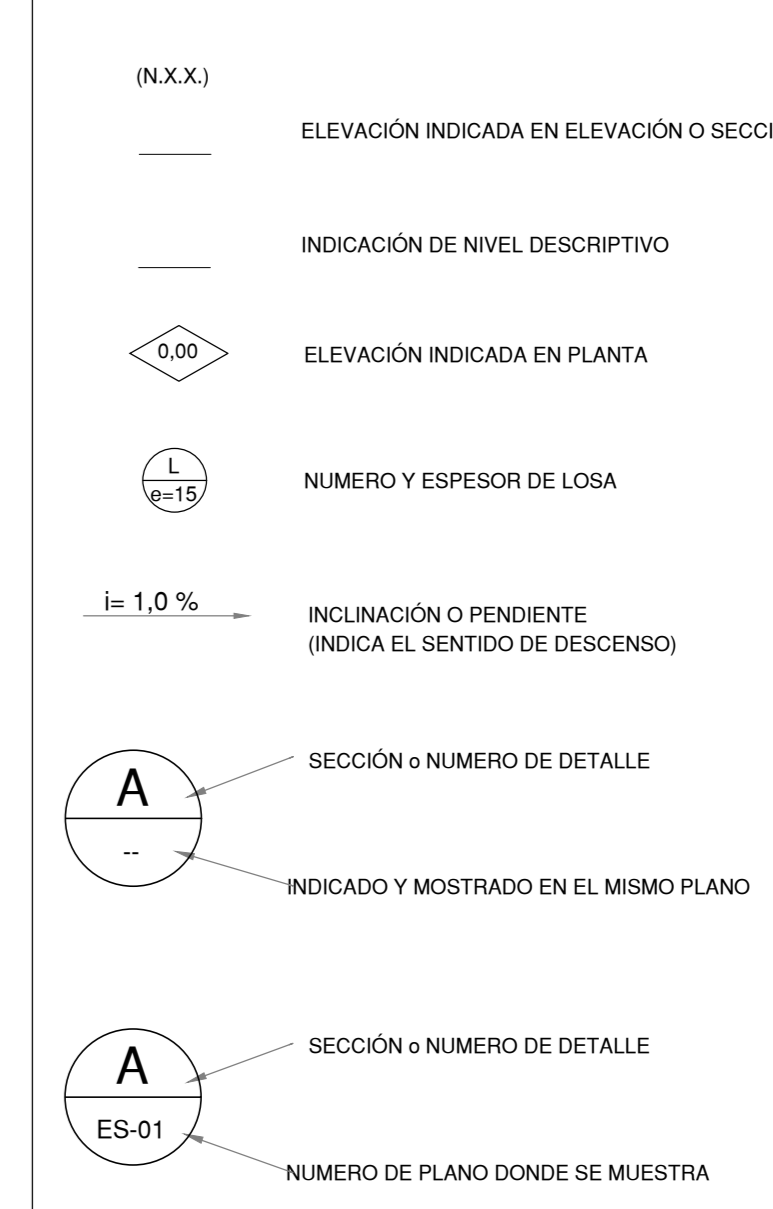 (N.X.X.)
ELEVACIÓN INDICADA EN ELEVACIÓN O SECCI
INDICACIÓN DE NIVEL DESCRIPTIVO
0,00
ELEVACIÓN INDICADA EN PLANTA
L
e=15
NUMERO Y ESPESOR DE LOSA
i= 1,0 %
INCLINACIÓN O PENDIENTE
(INDICA EL SENTIDO DE DESCENSO)
SECCIÓN o NUMERO DE DETALLE
A
--
INDICADO Y MOSTRADO EN EL MISMO PLANO
SECCIÓN o NUMERO DE DETALLE
A
ES-01
NUMERO DE PLANO DONDE SE MUESTRA